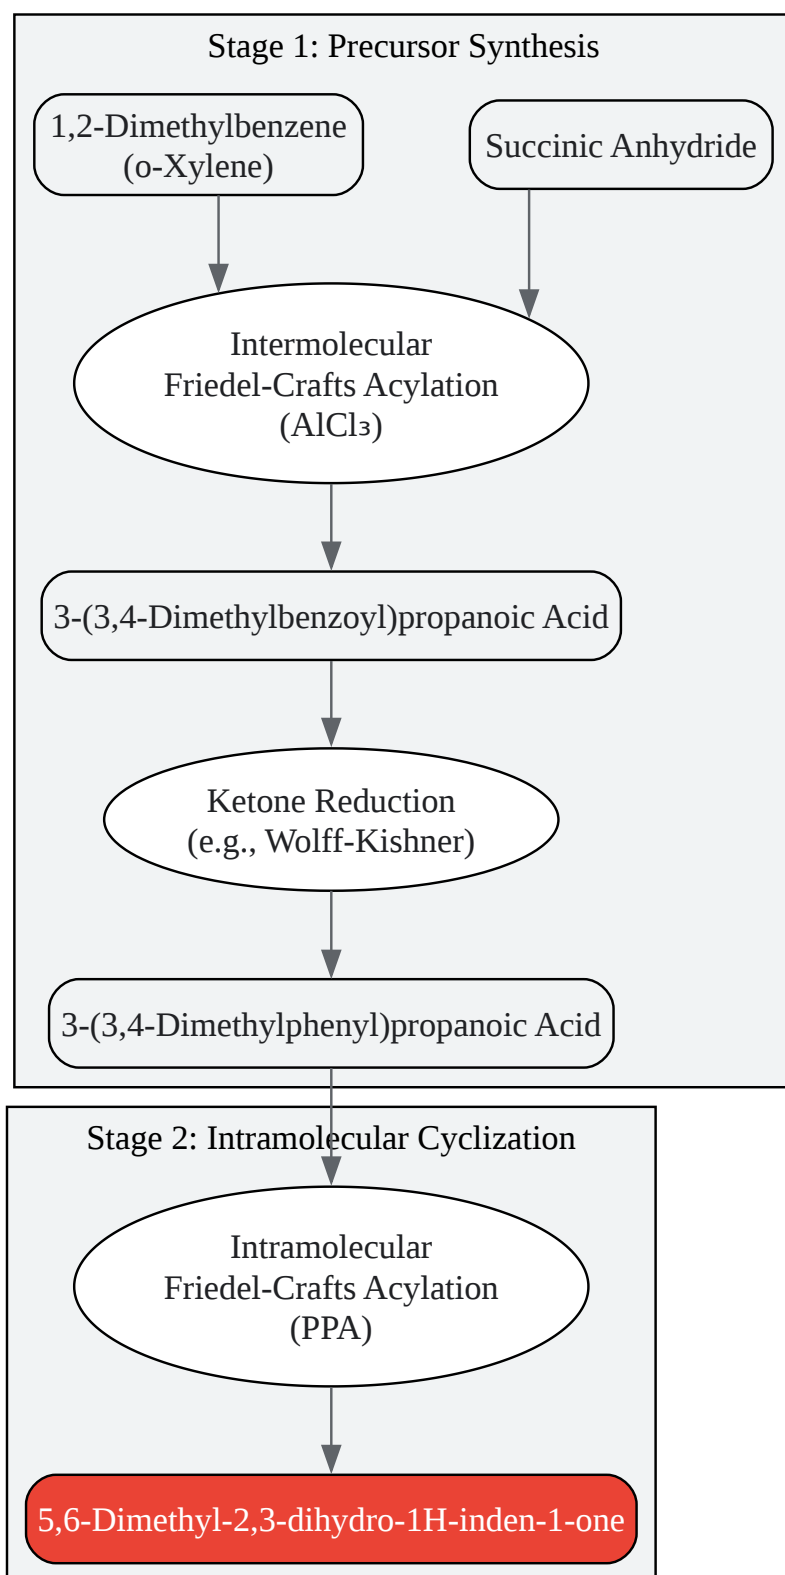 Stage 1: Precursor Synthesis
1,2-Dimethylbenzene
(o-Xylene)
Succinic Anhydride
Intermolecular
Friedel-Crafts Acylation
(AlCl₃)
3-(3,4-Dimethylbenzoyl)propanoic Acid
Ketone Reduction
(e.g., Wolff-Kishner)
3-(3,4-Dimethylphenyl)propanoic Acid
Stage 2: Intramolecular Cyclization
Intramolecular
Friedel-Crafts Acylation
(PPA)
5,6-Dimethyl-2,3-dihydro-1H-inden-1-one